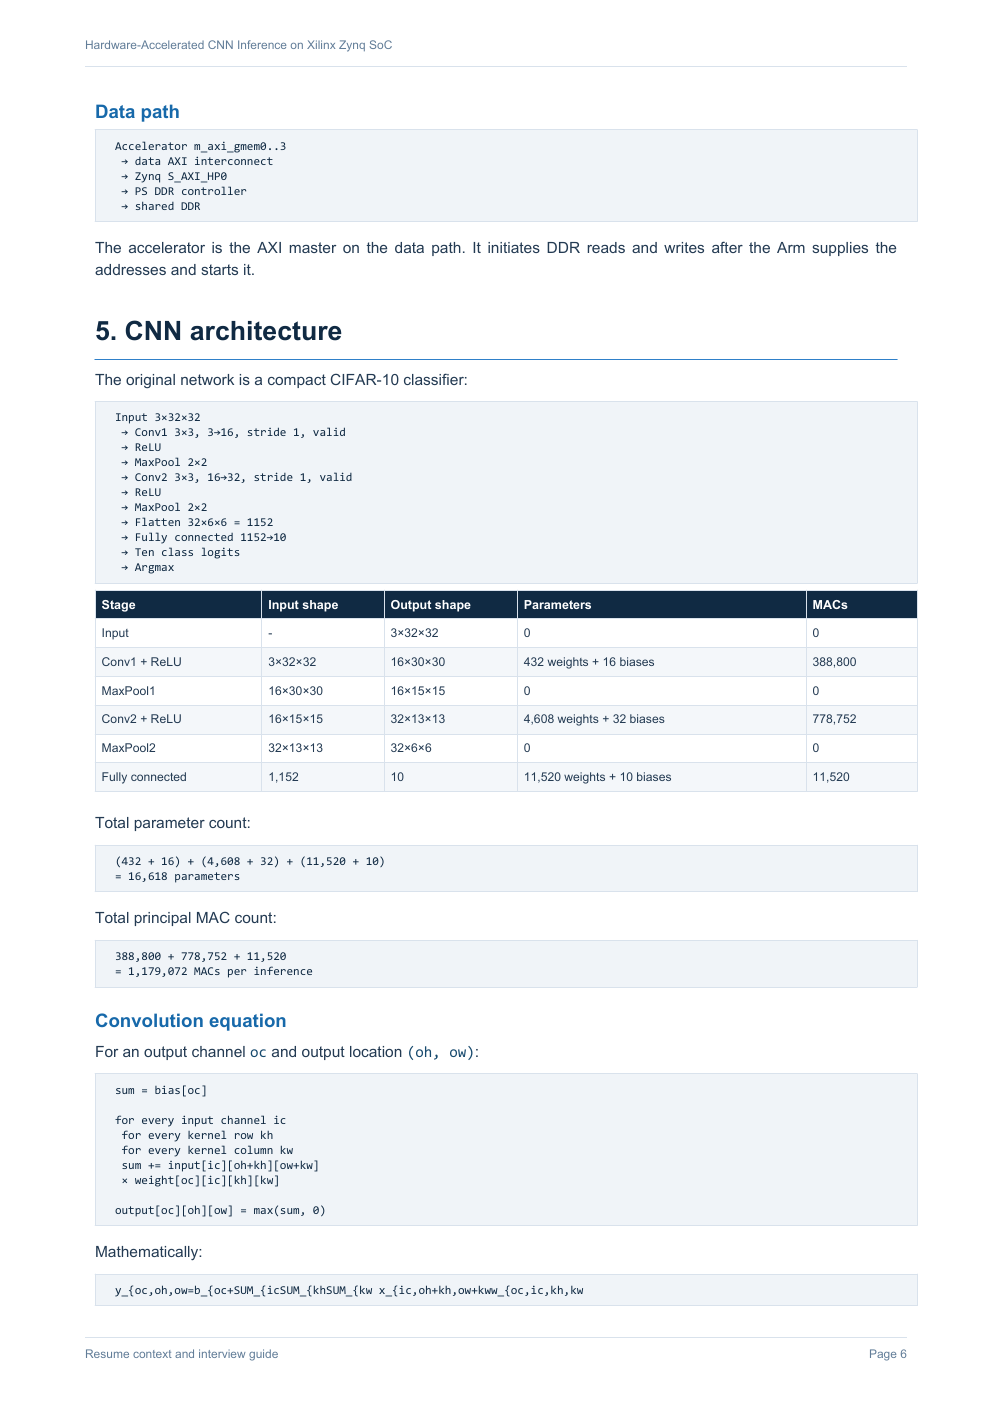 Hardware-Accelerated CNN Inference on Xilinx Zynq SoC
Data path
Accelerator m_axi_gmem0..3
→ data AXI interconnect
→ Zynq S_AXI_HP0
→ PS DDR controller
→ shared DDR
The accelerator is the AXI master on the data path. It initiates DDR reads and writes after the Arm supplies the
addresses and starts it.
5. CNN architecture
The original network is a compact CIFAR-10 classifier:
Input 3×32×32
→ Conv1 3×3, 3→16, stride 1, valid
→ ReLU
→ MaxPool 2×2
→ Conv2 3×3, 16→32, stride 1, valid
→ ReLU
→ MaxPool 2×2
→ Flatten 32×6×6 = 1152
→ Fully connected 1152→10
→ Ten class logits
→ Argmax
Stage Input shape Output shape Parameters MACs
Input - 3×32×32 0 0
Conv1 + ReLU 3×32×32 16×30×30 432 weights + 16 biases 388,800
MaxPool1 16×30×30 16×15×15 0 0
Conv2 + ReLU 16×15×15 32×13×13 4,608 weights + 32 biases 778,752
MaxPool2 32×13×13 32×6×6 0 0
Fully connected 1,152 10 11,520 weights + 10 biases 11,520
Total parameter count:
(432 + 16) + (4,608 + 32) + (11,520 + 10)
= 16,618 parameters
Total principal MAC count:
388,800 + 778,752 + 11,520
= 1,179,072 MACs per inference
Convolution equation
For an output channel oc and output location (oh, ow):
sum = bias[oc]
for every input channel ic
for every kernel row kh
for every kernel column kw
sum += input[ic][oh+kh][ow+kw]
× weight[oc][ic][kh][kw]
output[oc][oh][ow] = max(sum, 0)
Mathematically:
y_{oc,oh,ow=b_{oc+SUM_{icSUM_{khSUM_{kw x_{ic,oh+kh,ow+kww_{oc,ic,kh,kw
Resume context and interview guide
Page 6